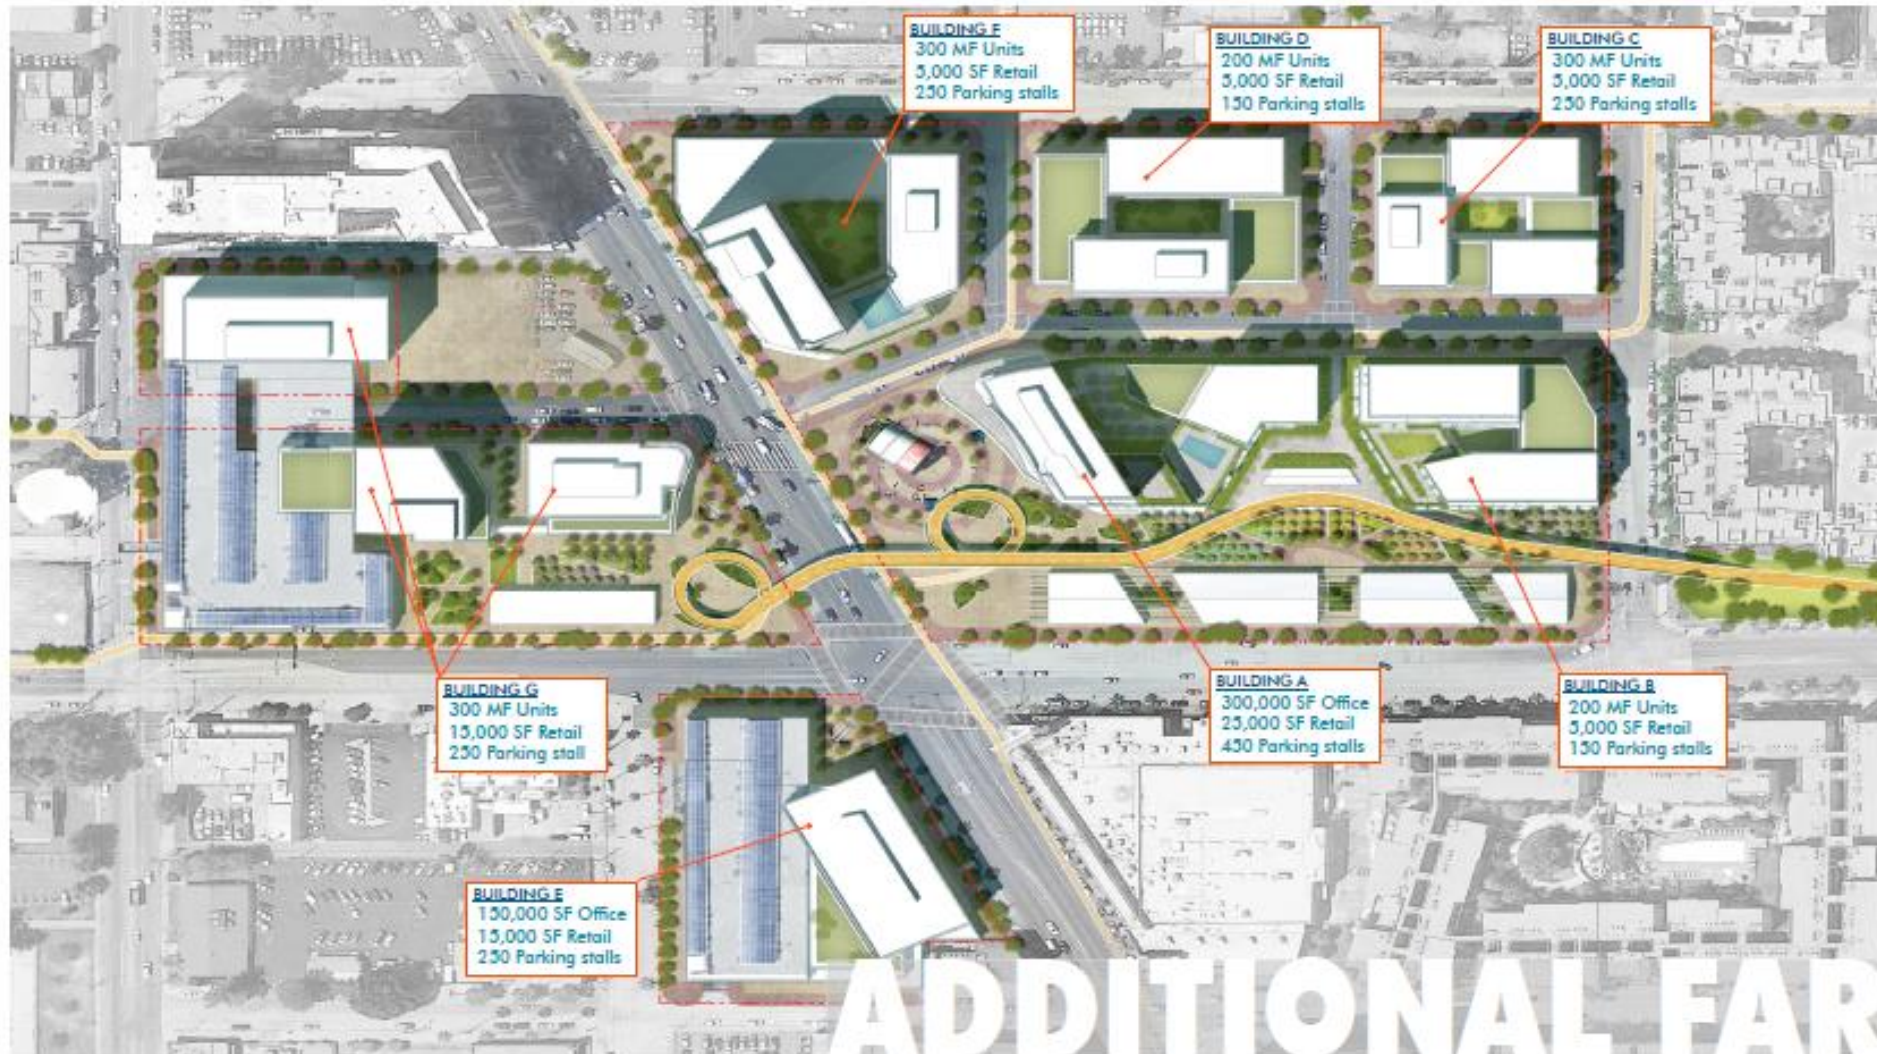 BUILDING F
300 MF Units
5,000 SF Retail
250 Parking stalls
BUILDING D
200 MF Units
5,000 SF Retail
150 Parking stalls
BUILDING C
300 MF Units
5,000 SF Retail
250 Parking stalls
BUILDING G
300 MF Units
15,000 SF Retail
250 Parking stall
BUILDING A
300,000 SF Office
25,000 SF Retail
450 Parking stalls
BUILDING B
200 MF Units
5,000 SF Retail
150 Parking stalls
BUILDING E
150,000 SF Office
15,000 SF Retail
250 Parking stalls
ADDITIONAL FAR